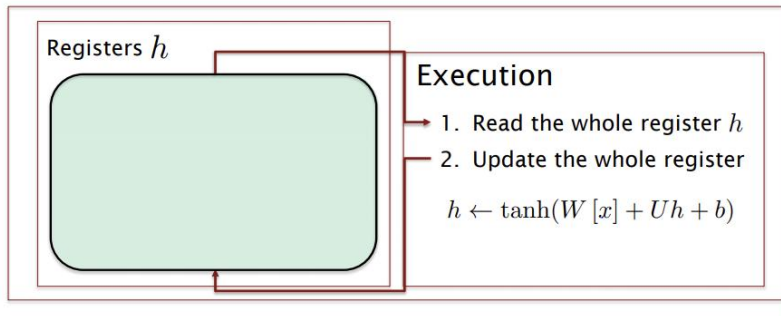 Registers h
Execution
1. Read the whole register h
2. Update the whole register
h ← tanh(W [x] + Uh + b)